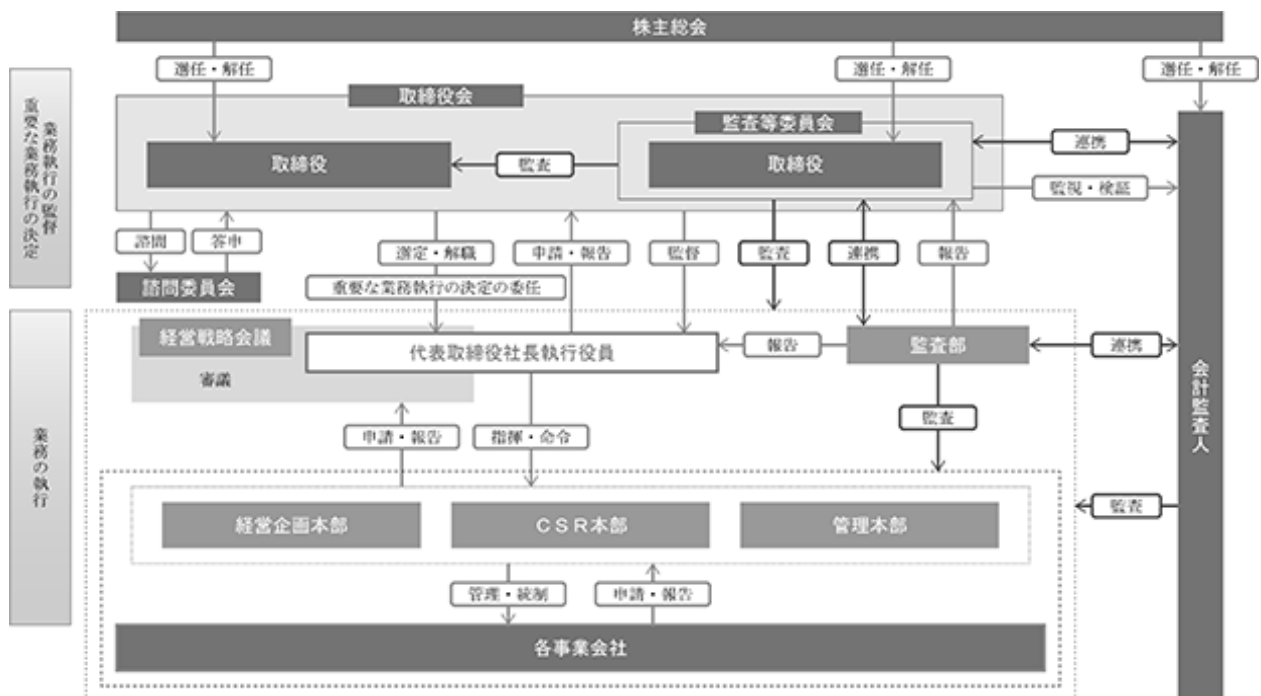 株主総会
選任・解任
選任・解任
選任・解任
業務執行の監督
重要な業務執行の決定
取締役会
監査等委員会
取締役
監査
取締役
連携
監視・検証
諮問
答申
選定・解職
申請・報告
監督
監査
連携
報告
諮問委員会
重要な業務執行の決定の委任
経営戦略会議
審議
代表取締役社長執行役員
報告
監査部
連携
会計監査人
業務の執行
申請・報告
指揮・命令
監査
経営企画本部
CSR本部
管理本部
監査
管理・統制
申請・報告
各事業会社